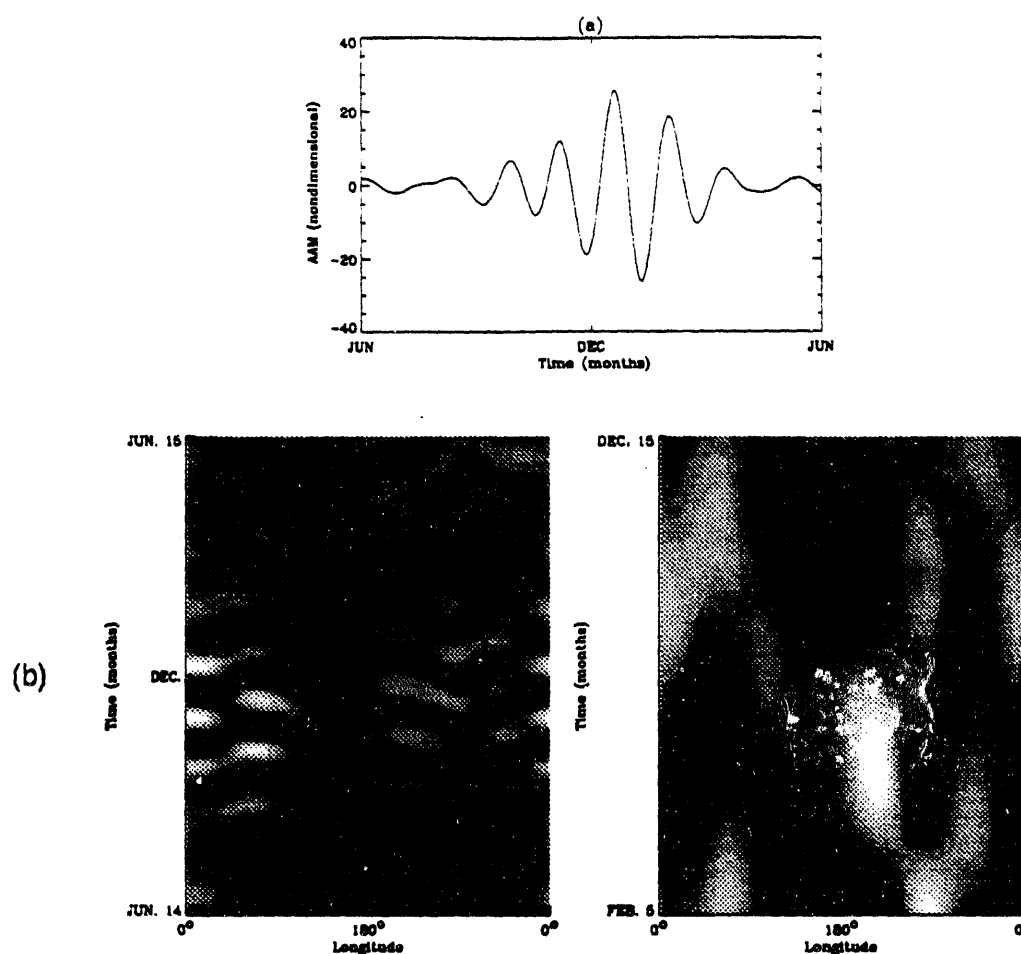 (a)
40
20
0
-20
-40
AAM (nondimensional)
JUN DEC JUN
Time (months)
(b)
JUN. 15
DEC.
JUN. 14
Time (months)
0° 180° 0°
Longitude
DEC. 15
FEB. 5
Time (months)
0° 180° 0
Longitude